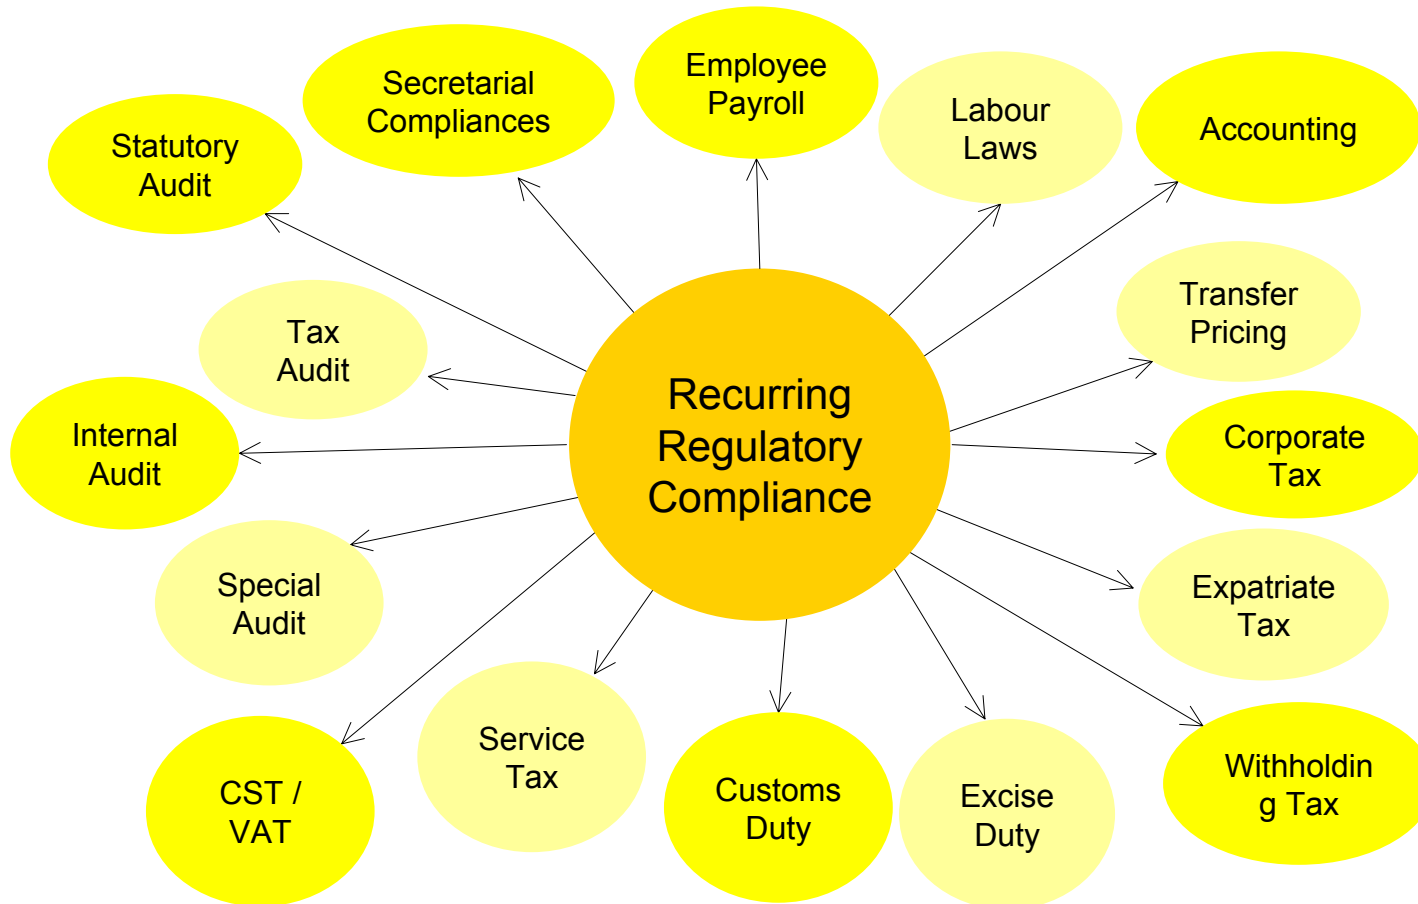 Employee
Payroll
Secretarial
Compliances
Labour
Laws
Accounting
Statutory
Audit
Transfer
Pricing
Tax
Audit
Recurring
Regulatory
Compliance
Internal
Audit
Corporate
Tax
Special
Audit
Expatriate
Tax
Service
Tax
Withholdin
g Tax
CST /
VAT
Customs
Duty
Excise
Duty